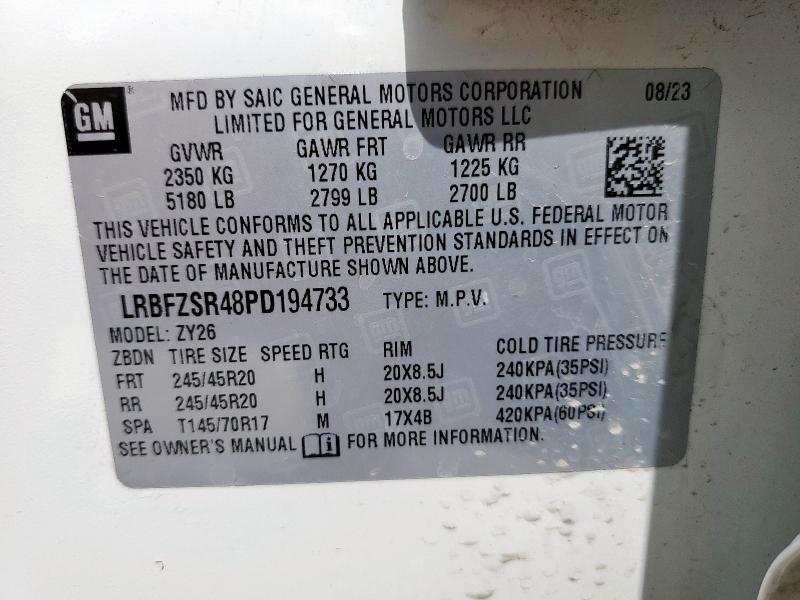 GM ® MFD BY SAIC GENERAL MOTORS CORPORATION 08/23
LIMITED FOR GENERAL MOTORS LLC
GVWR GAWR FRT GAWR RR
2350 KG 1270 KG 1225 KG
5180 LB 2799 LB 2700 LB
THIS VEHICLE CONFORMS TO ALL APPLICABLE U.S. FEDERAL MOTOR
VEHICLE SAFETY AND THEFT PREVENTION STANDARDS IN EFFECT ON
THE DATE OF MANUFACTURE SHOWN ABOVE.
LRBFZSR48PD194733 TYPE: M.P.V.
MODEL: ZY26
ZBDN TIRE SIZE SPEED RTG RIM COLD TIRE PRESSURE
FRT 245/45R20 H 20X8.5J 240KPA(35PSI)
RR 245/45R20 H 20X8.5J 240KPA(35PSI)
SPA T145/70R17 M 17X4B 420KPA(60PSI)
SEE OWNER'S MANUAL i FOR MORE INFORMATION.